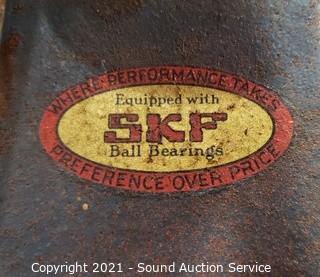 WHERE PERFORMANCE TAKES
Equipped with
SKF
Ball Bearings
PREFERENCE OVER PRICE
Copyright 2021 - Sound Auction Service